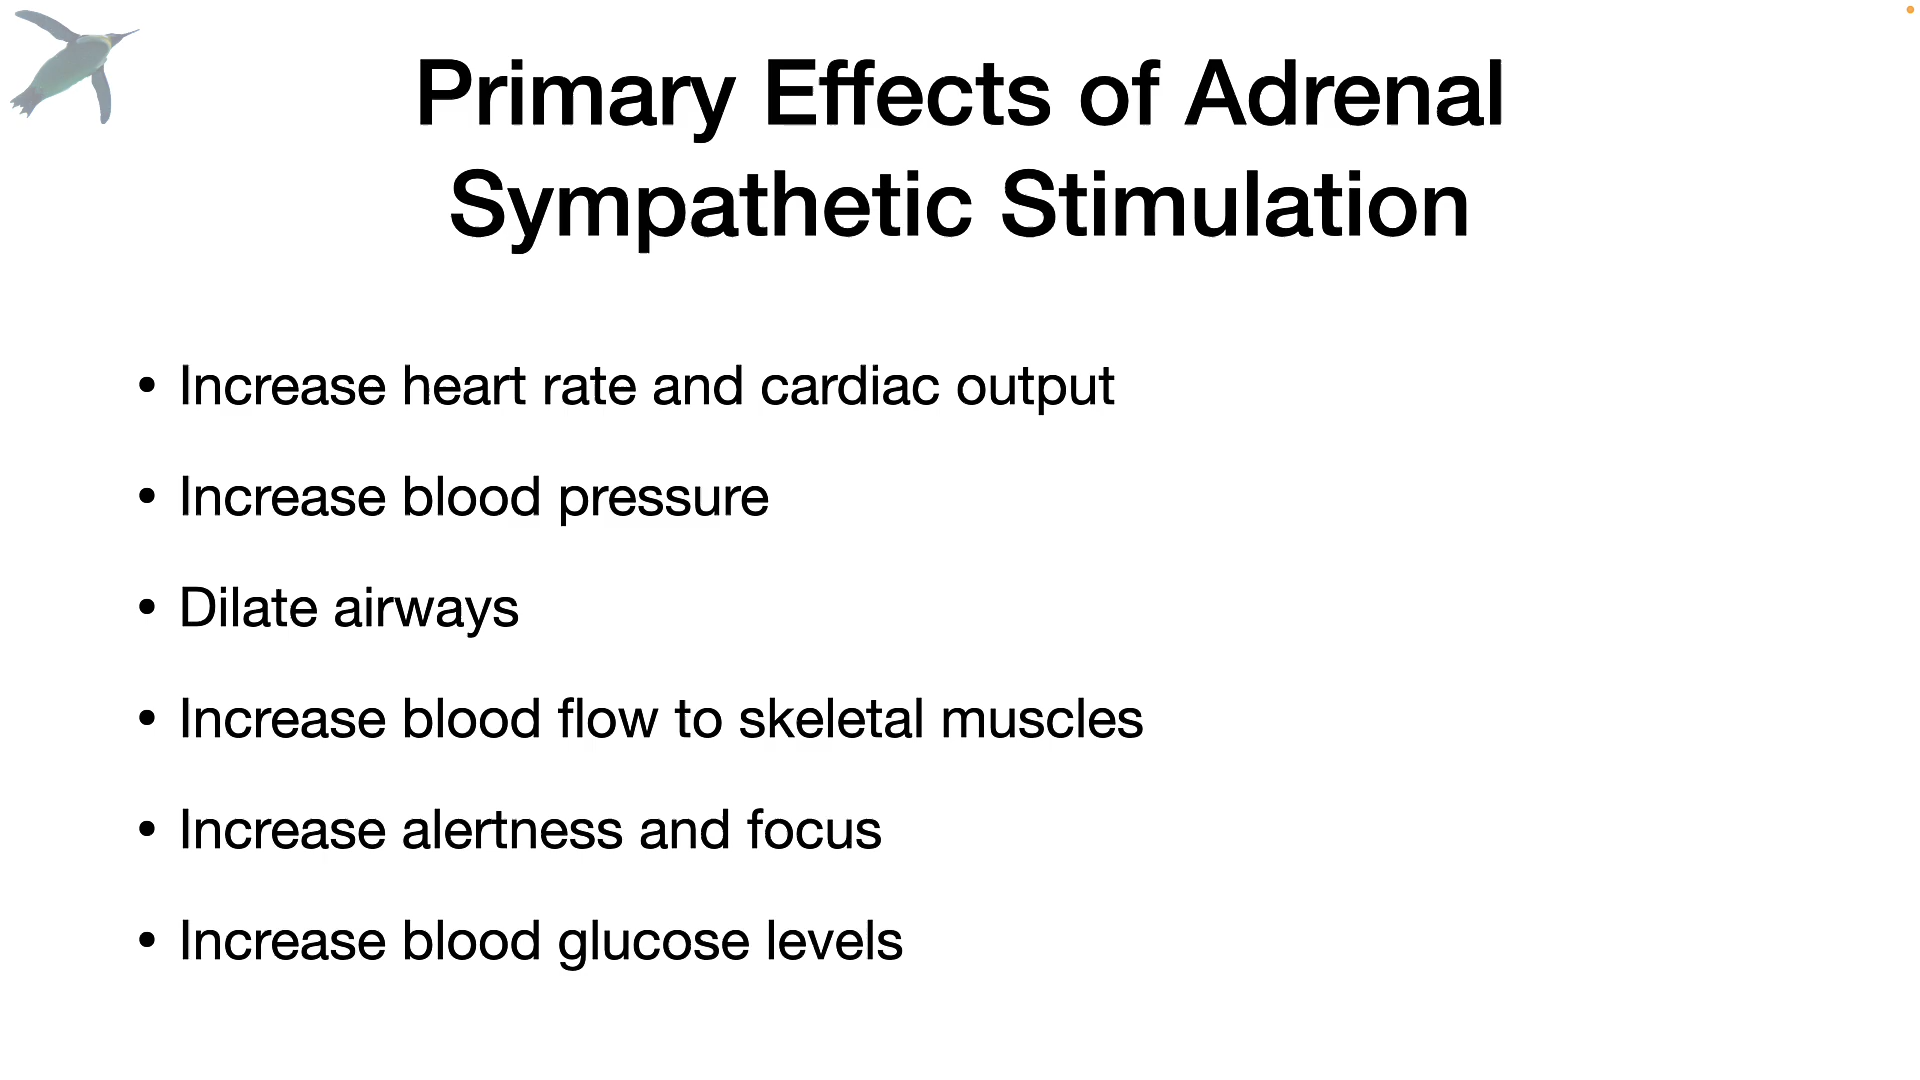 Primary Effects of Adrenal
Sympathetic Stimulation
• Increase heart rate and cardiac output
• Increase blood pressure
• Dilate airways
• Increase blood flow to skeletal muscles
• Increase alertness and focus
• Increase blood glucose levels